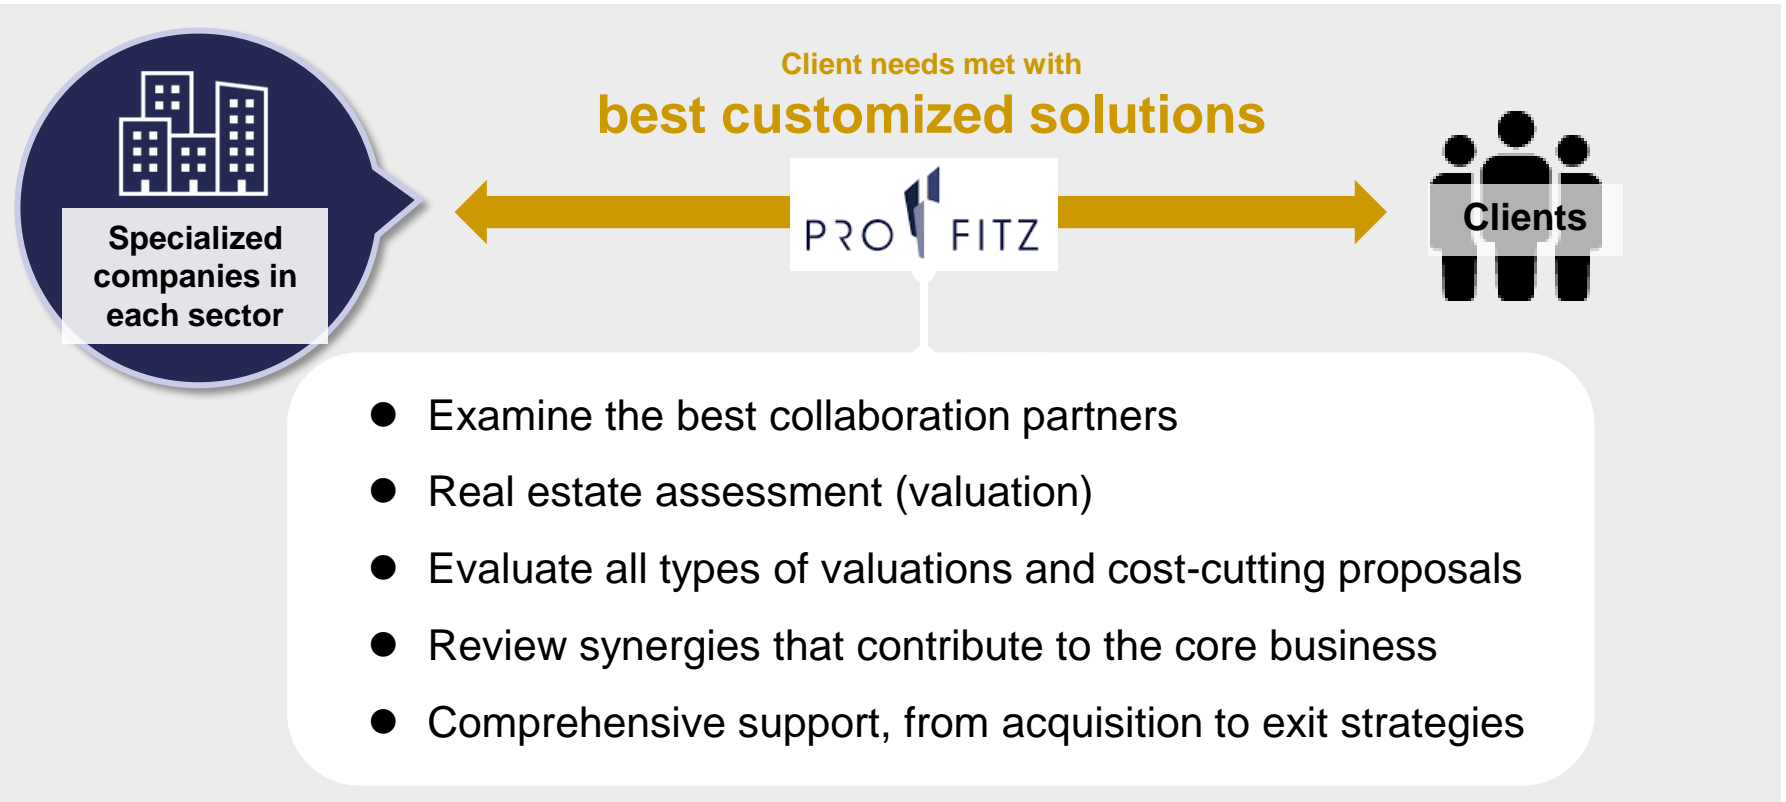 Client needs met with
best customized solutions
Specialized
companies in
each sector
PRO FITZ
Clients
● Examine the best collaboration partners
● Real estate assessment (valuation)
● Evaluate all types of valuations and cost-cutting proposals
● Review synergies that contribute to the core business
● Comprehensive support, from acquisition to exit strategies